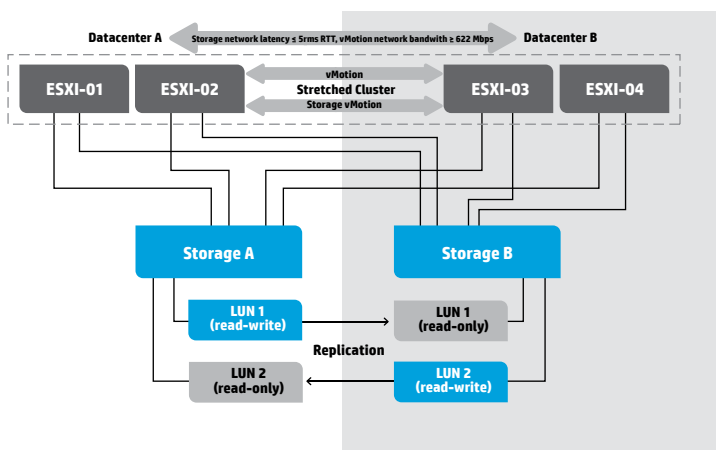 Datacenter A
Storage network latency ≤ 5rms RTT, vMotion network bandwith ≥ 622 Mbps
Datacenter B
ESXI-01
ESXI-02
vMotion
Stretched Cluster
Storage vMotion
ESXI-03
ESXI-04
Storage A
Storage B
LUN 1
(read-write)
LUN 1
(read-only)
Replication
LUN 2
(read-only)
LUN 2
(read-write)